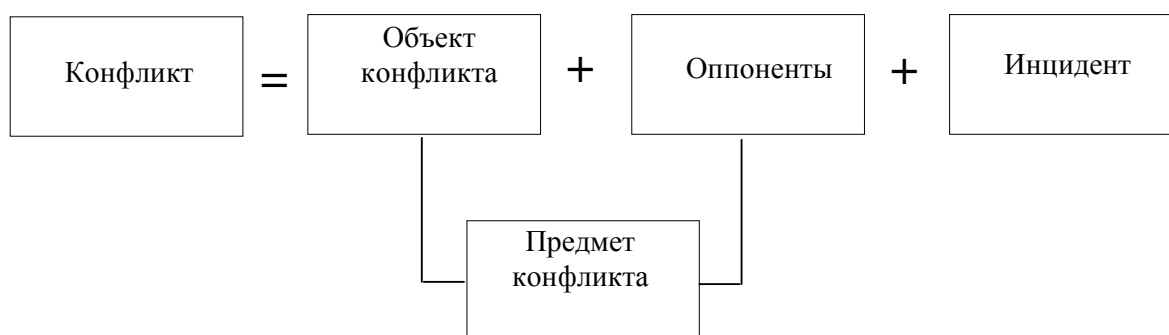 Конфликт
=
Объект
конфликта
+
Оппоненты
+
Инцидент
Предмет
конфликта